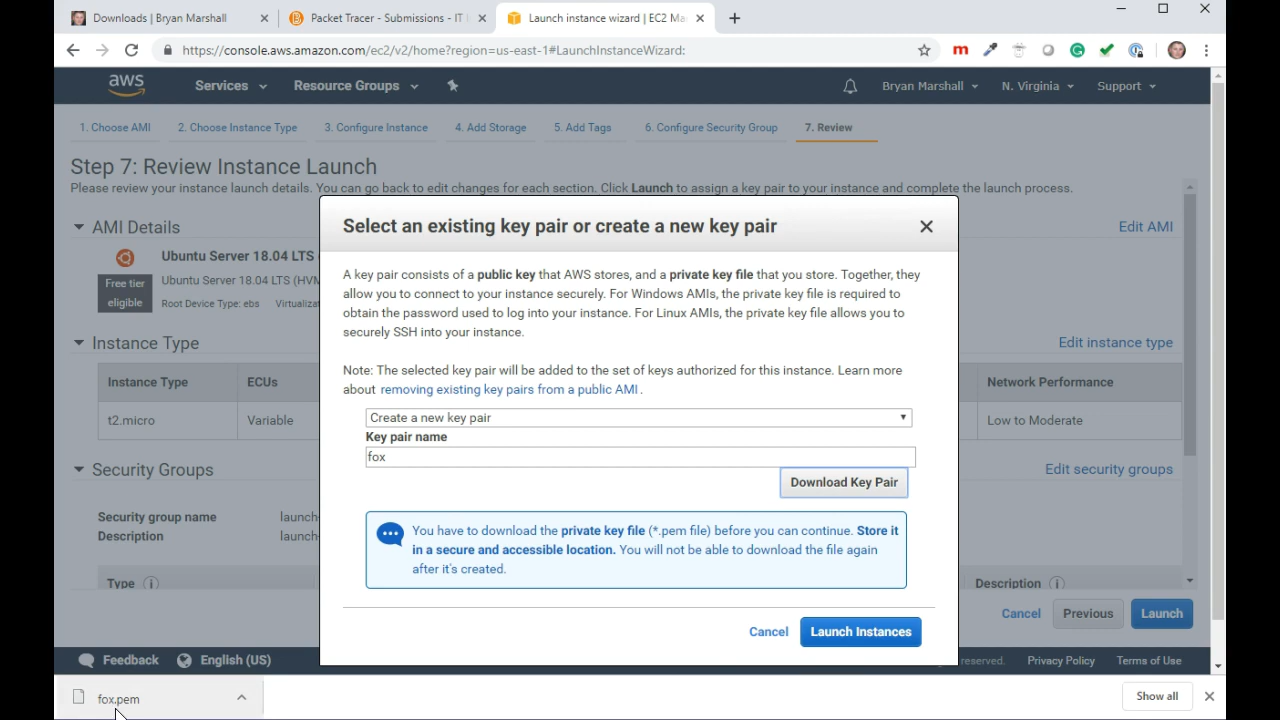 Downloads | Bryan Marshall
Packet Tracer - Submissions - IT
Launch instance wizard | EC2 Ma
https://console.aws.amazon.com/ec2/v2/home?region=us-east-1#LaunchInstanceWizard:
aws
Services
Resource Groups
Bryan Marshall
N. Virginia
Support
1. Choose AMI
2. Choose Instance Type
3. Configure Instance
4. Add Storage
5. Add Tags
6. Configure Security Group
7. Review
Step 7: Review Instance Launch
Please review your instance launch details. You can go back to edit changes for each section. Click Launch to assign a key pair to your instance and complete the launch process.
AMI Details
Edit AMI
Ubuntu Server 18.04 LTS
Free tier
eligible
Ubuntu Server 18.04 LTS (HVM
Root Device Type: ebs
Instance Type
Edit instance type
Instance Type
ECUs
Network Performance
t2.micro
Variable
Low to Moderate
Security Groups
Edit security groups
Security group name
launch-
Description
launch-
Type
Description
Select an existing key pair or create a new key pair
A key pair consists of a public key that AWS stores, and a private key file that you store. Together, they
allow you to connect to your instance securely. For Windows AMIs, the private key file is required to
obtain the password used to log into your instance. For Linux AMIs, the private key file allows you to
securely SSH into your instance.
Note: The selected key pair will be added to the set of keys authorized for this instance. Learn more
about removing existing key pairs from a public AMI.
Create a new key pair
Key pair name
fox
Download Key Pair
You have to download the private key file (*.pem file) before you can continue. Store it
in a secure and accessible location. You will not be able to download the file again
after it's created.
Cancel
Launch Instances
Cancel
Previous
Launch
Feedback
English (US)
reserved.
Privacy Policy
Terms of Use
fox.pem
Show all